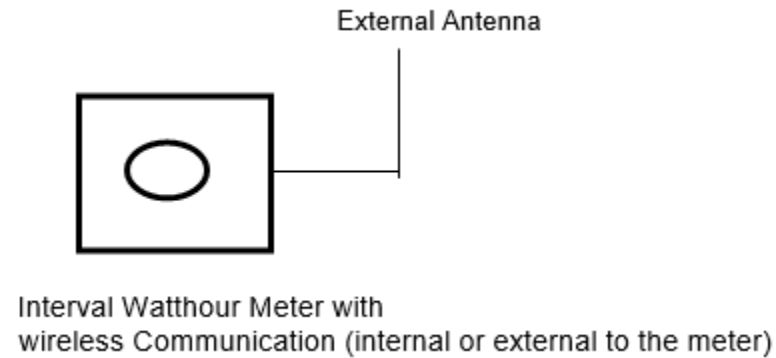 External Antenna
Interval Watthour Meter with
wireless Communication (internal or external to the meter)